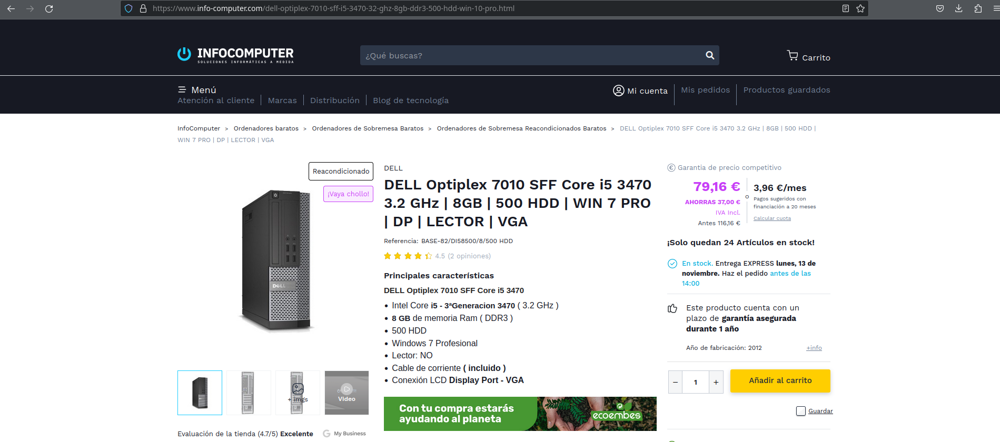 https://www.info-computer.com/dell-optiplex-7010-sff-i5-3470-32-ghz-8gb-ddr3-500-hdd-win-10-pro.html
INFOCOMPUTER
SOLUCIONES INFORMÁTICAS A MEDIDA
¿Qué buscas?
Carrito
Menú
Atención al cliente
Marcas
Distribución
Blog de tecnología
Mi cuenta
Mis pedidos
Productos guardados
InfoComputer > Ordenadores baratos > Ordenadores de Sobremesa Baratos > Ordenadores de Sobremesa Reacondicionados Baratos > DELL Optiplex 7010 SFF Core i5 3470 3.2 GHz | 8GB | 500 HDD |
WIN 7 PRO | DP | LECTOR | VGA
Reacondicionado
¡Vaya chollo!
DELL
+ imgs
Video
Evaluación de la tienda (4.7/5) Excelente
G My Business
DELL
DELL Optiplex 7010 SFF Core i5 3470
3.2 GHz | 8GB | 500 HDD | WIN 7 PRO
| DP | LECTOR | VGA
Referencia: BASE-82/DI58500/8/500 HDD
4.5 (2 opiniones)
Principales características
DELL Optiplex 7010 SFF Core i5 3470
• Intel Core i5 - 3ªGeneracion 3470 ( 3.2 GHz )
• 8 GB de memoria Ram ( DDR3 )
• 500 HDD
• Windows 7 Profesional
• Lector: NO
• Cable de corriente ( incluido )
• Conexión LCD Display Port - VGA
Con tu compra estarás
ayudando al planeta
ecoembes
Garantia de precio competitivo
79,16 €
AHORRAS 37,00 €
IVA Incl.
Antes 116,16 €
o
3,96 €/mes
Pagos sugeridos con
financiación a 20 meses
Calcular cuota
¡Solo quedan 24 Artículos en stock!
En stock. Entrega EXPRESS lunes, 13 de
noviembre. Haz el pedido antes de las
14:00
Este producto cuenta con un
plazo de garantía asegurada
durante 1 año
Año de fabricación: 2012
+info
− 1 +
Añadir al carrito
Guardar